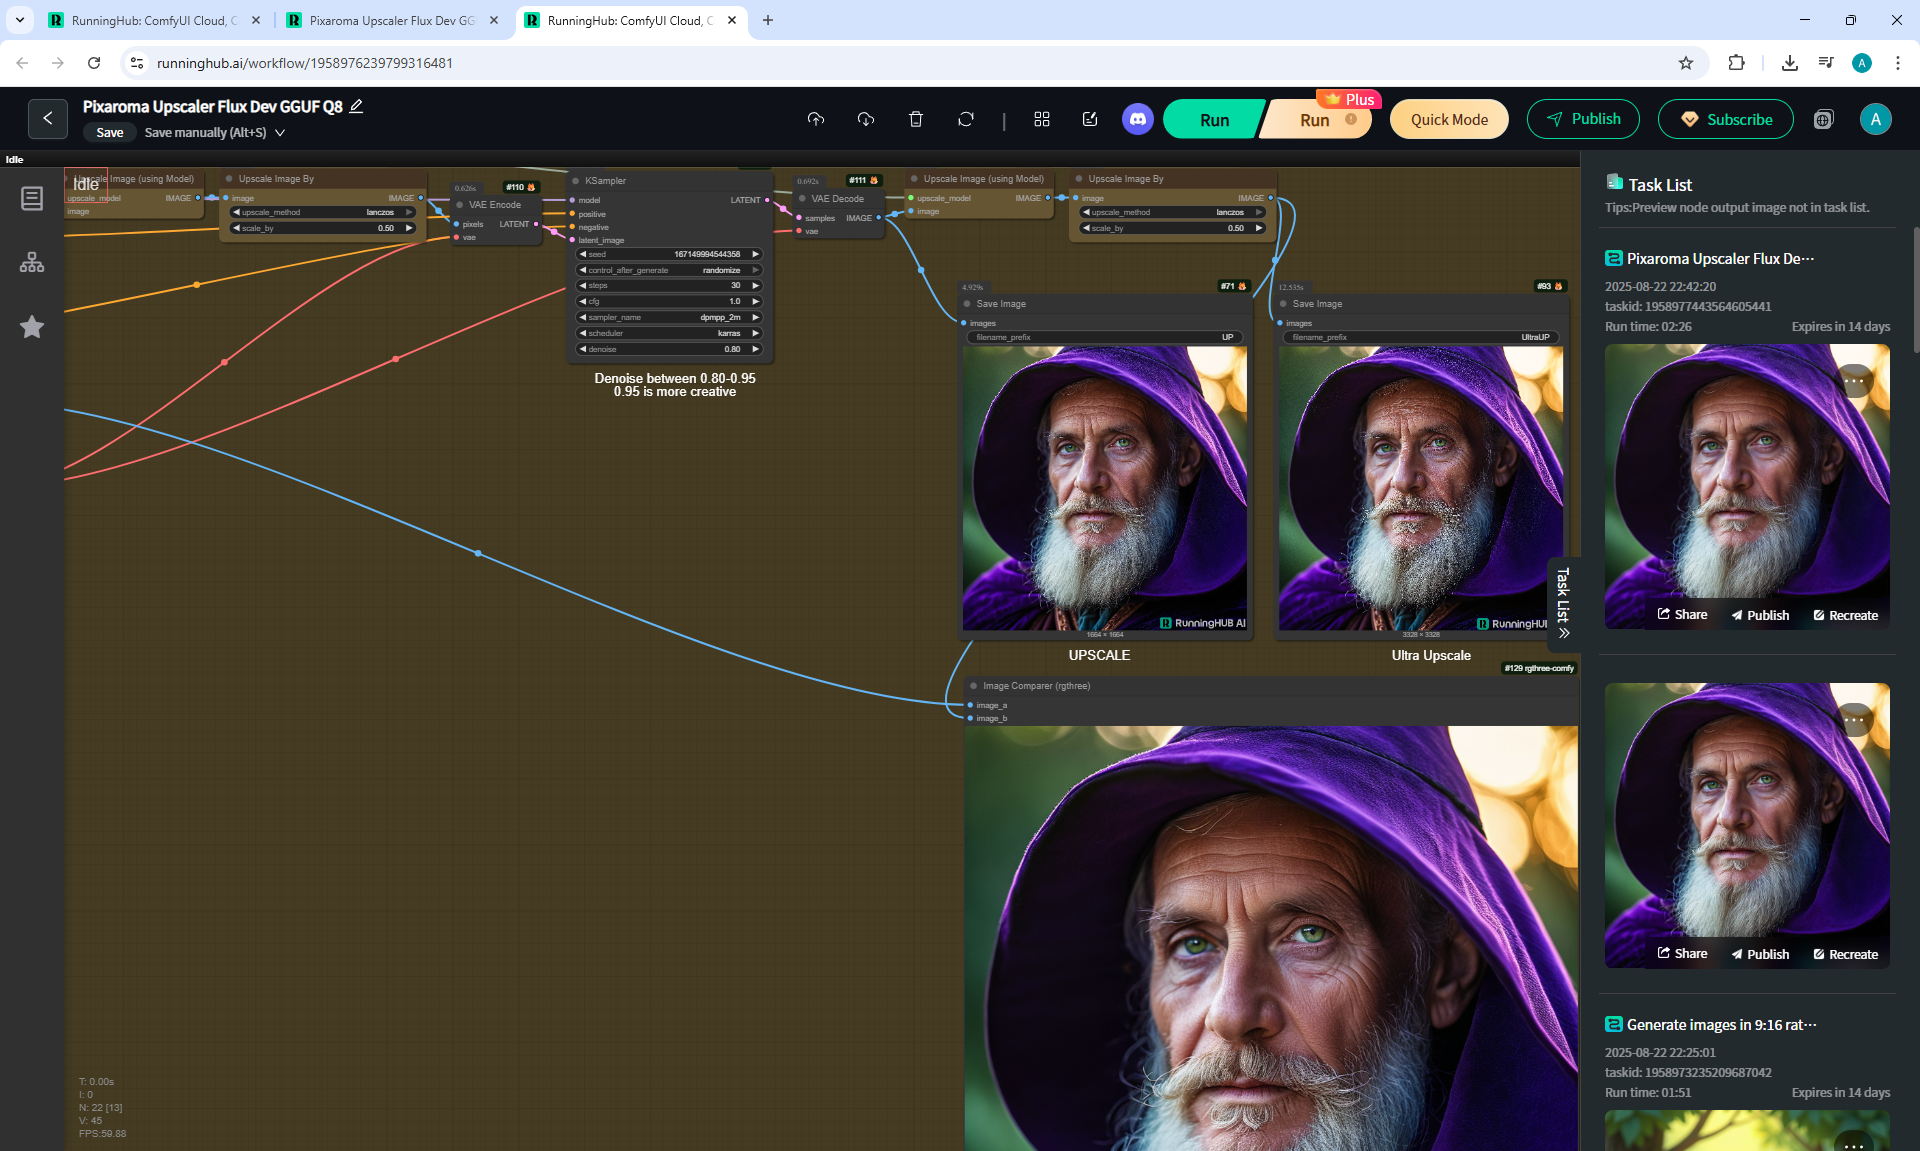 RunningHub: ComfyUI Cloud, C
Pixaroma Upscaler Flux Dev GG
RunningHub: ComfyUI Cloud, C
runninghub.ai/workflow/1958976239799316481
A
Pixaroma Upscaler Flux Dev GGUF Q8
Save
Save manually (Alt+S)
Run
Run
Plus
Quick Mode
Publish
Subscribe
A
Idle
Idle
Upscale Image (using Model)
upscale_model
IMAGE
image
Upscale Image By
image
IMAGE
upscale_method
lanczos
scale_by
0.50
0.626s
#110
VAE Encode
pixels
LATENT
vae
KSampler
model
LATENT
positive
negative
latent_image
seed
167149994544358
control_after_generate
randomize
steps
30
cfg
1.0
sampler_name
dpmpp_2m
scheduler
karras
denoise
0.80
Denoise between 0.80-0.95
0.95 is more creative
0.692s
#111
VAE Decode
samples
IMAGE
vae
Upscale Image (using Model)
upscale_model
IMAGE
image
Upscale Image By
image
IMAGE
upscale_method
lanczos
scale_by
0.50
4.929s
#71
Save Image
images
filename_prefix
UP
RunningHUB AI
1664 × 1664
UPSCALE
12.535s
#93
Save Image
images
filename_prefix
UltraUP
RunningHU
3328 × 3328
Ultra Upscale
#129 rgthree-comfy
Image Comparer (rgthree)
image_a
image_b
Task List
T: 0.00s
I: 0
N: 22 [13]
V: 45
FPS:59.88
Task List
Tips:Preview node output image not in task list.
Pixaroma Upscaler Flux De···
2025-08-22 22:42:20
taskid: 1958977443564605441
Run time: 02:26
Expires in 14 days
Share
Publish
Recreate
Share
Publish
Recreate
Generate images in 9:16 rat···
2025-08-22 22:25:01
taskid: 1958973235209687042
Run time: 01:51
Expires in 14 days